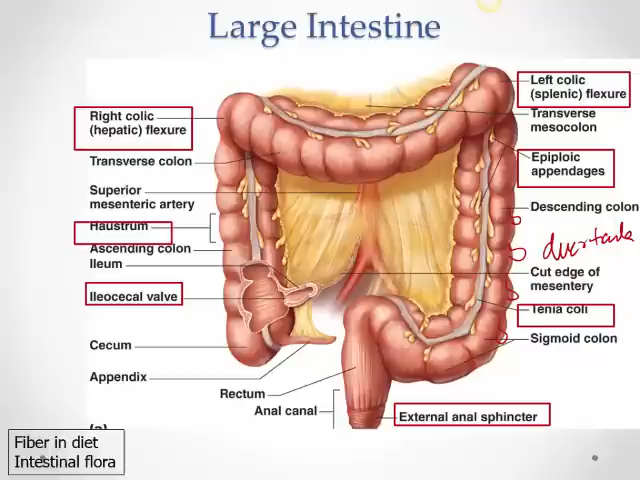 Large Intestine
Right colic
(hepatic) flexure
Transverse colon
Superior
mesenteric artery
Haustrum
Ascending colon
Ileum
Ileocecal valve
Cecum
Appendix
Rectum
Anal canal
External anal sphincter
Left colic
(splenic) flexure
Transverse
mesocolon
Epiploic
appendages
Descending colon
Cut edge of
mesentery
Tenia coli
Sigmoid colon
(a)
Fiber in diet
Intestinal flora